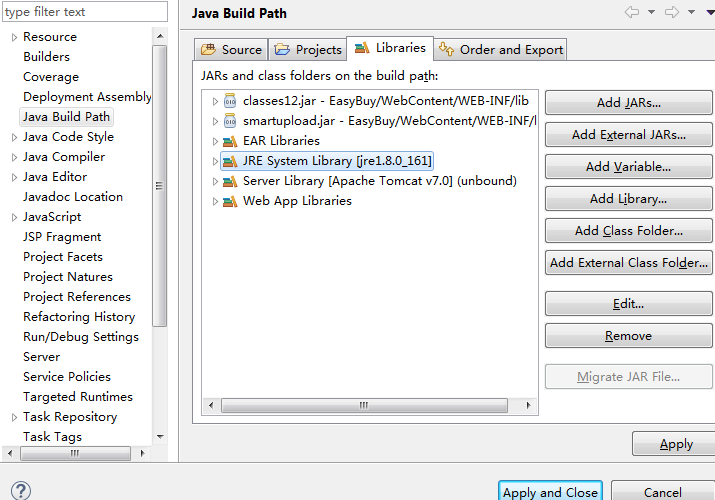 type filter text
Resource
Builders
Coverage
Deployment Assembly
Java Build Path
Java Code Style
Java Compiler
Java Editor
Javadoc Location
JavaScript
JSP Fragment
Project Facets
Project Natures
Project References
Refactoring History
Run/Debug Settings
Server
Service Policies
Targeted Runtimes
Task Repository
Task Tags
Java Build Path
Source
Projects
Libraries
Order and Export
JARs and class folders on the build path:
classes12.jar - EasyBuy/WebContent/WEB-INF/lib
smartupload.jar - EasyBuy/WebContent/WEB-INF/l
EAR Libraries
JRE System Library [jre1.8.0_161]
Server Library [Apache Tomcat v7.0] (unbound)
Web App Libraries
Add JARs...
Add External JARs...
Add Variable...
Add Library...
Add Class Folder...
Add External Class Folder...
Edit...
Remove
Migrate JAR File...
Apply
Apply and Close
Cancel